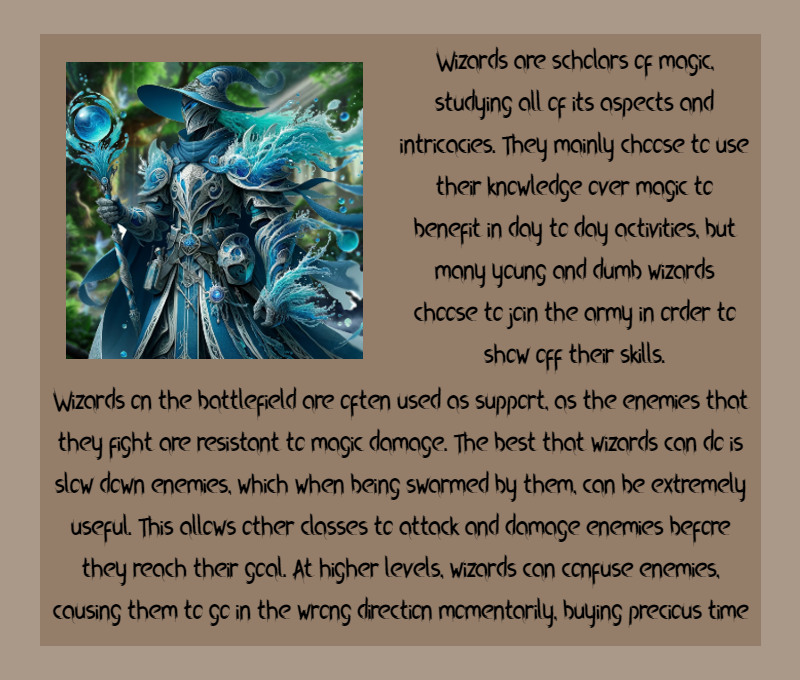 Wizards are scholars of magic,
studying all of its aspects and
intricacies. They mainly choose to use
their knowledge over magic to
benefit in day to day activities, but
many young and dumb wizards
choose to join the army in order to
show off their skills.
Wizards on the battlefield are often used as support, as the enemies that
they fight are resistant to magic damage. The best that wizards can do is
slow down enemies, which when being swarmed by them, can be extremely
useful. This allows other classes to attack and damage enemies before
they reach their goal. At higher levels, wizards can confuse enemies,
causing them to go in the wrong direction momentarily, buying precious time